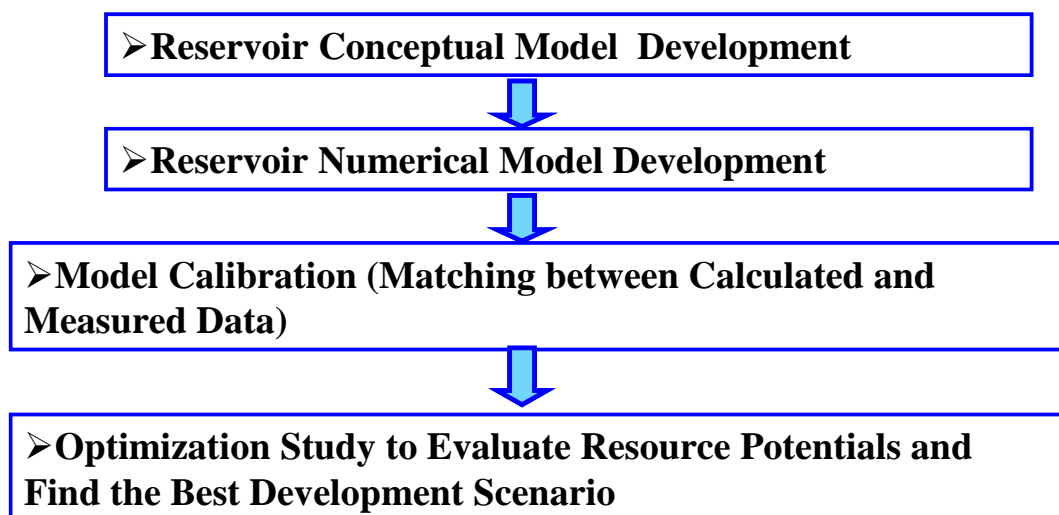 ➢Reservoir Conceptual Model Development
➢Reservoir Numerical Model Development
➢Model Calibration (Matching between Calculated and
Measured Data)
➢Optimization Study to Evaluate Resource Potentials and
Find the Best Development Scenario